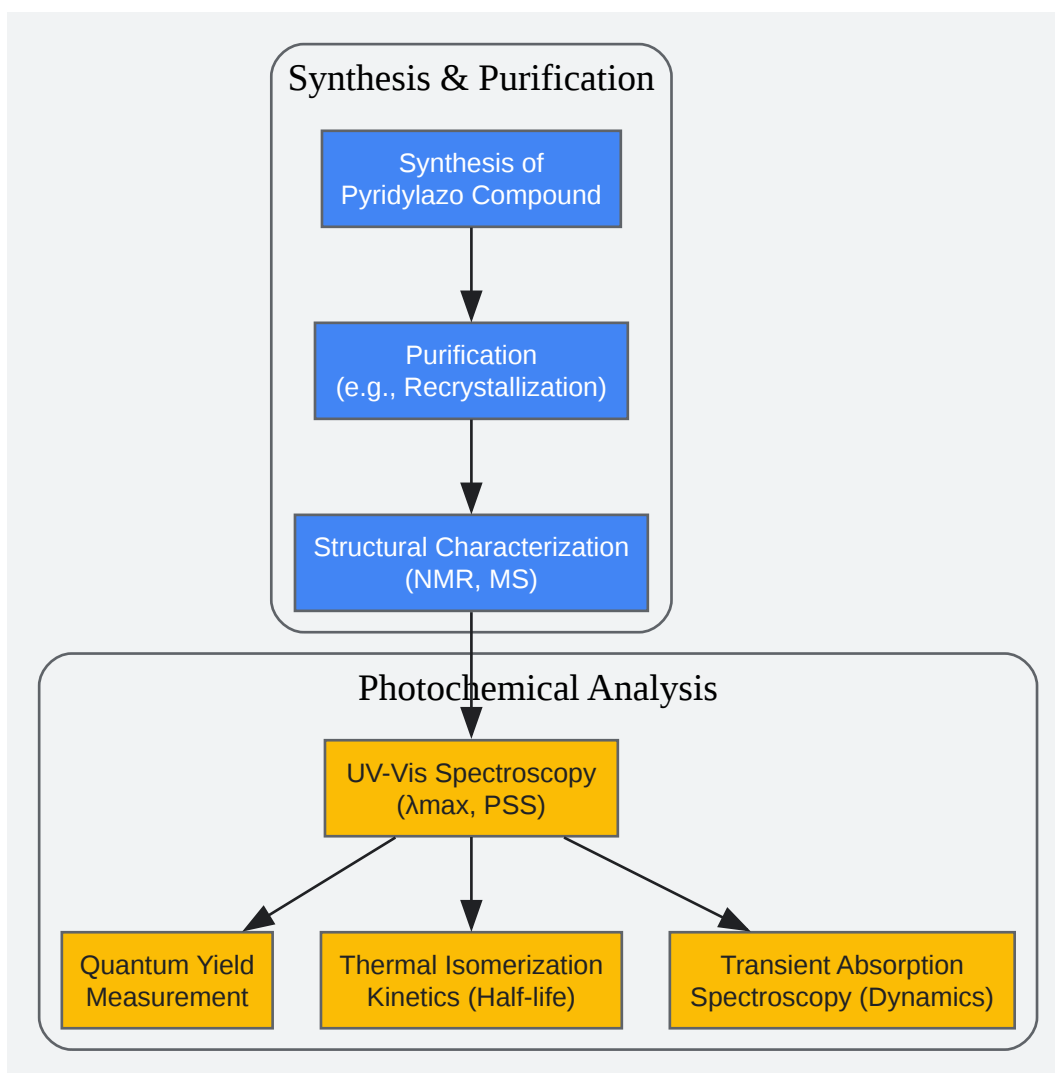 Synthesis & Purification
Synthesis of
Pyridylazo Compound
Purification
(e.g., Recrystallization)
Structural Characterization
(NMR, MS)
Photochemical Analysis
UV-Vis Spectroscopy
(λmax, PSS)
Quantum Yield
Measurement
Thermal Isomerization
Kinetics (Half-life)
Transient Absorption
Spectroscopy (Dynamics)